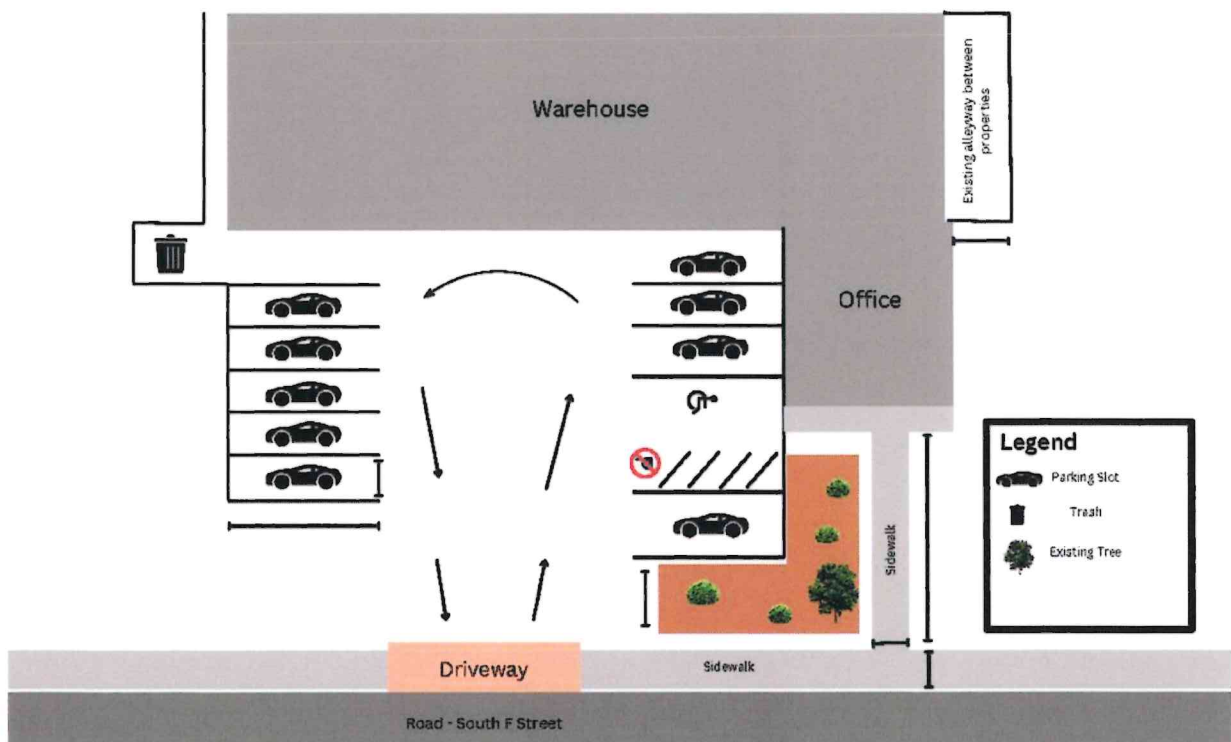 Warehouse
Existing alleyway between
properties
Office
Legend
Parking Slot
Trash
Existing Tree
Sidewalk
Driveway
Sidewalk
Road - South F Street